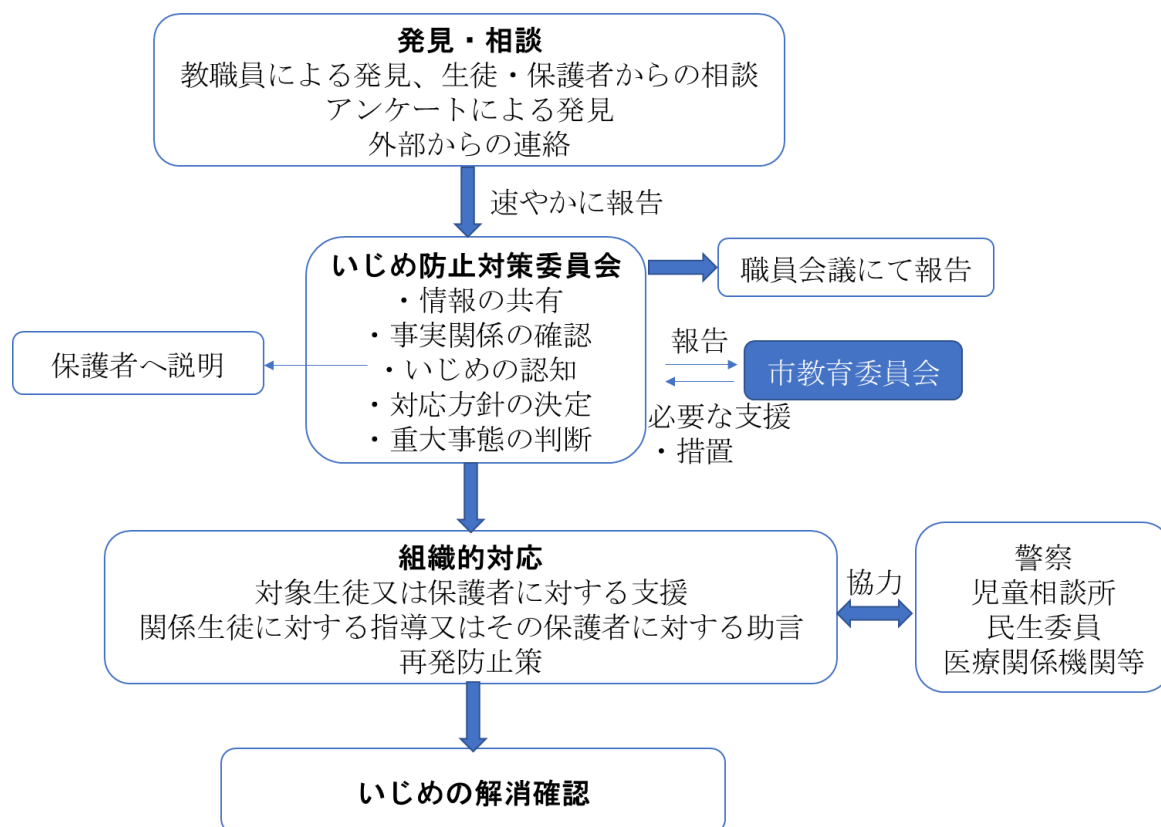 発見・相談
教職員による発見、生徒・保護者からの相談
アンケートによる発見
外部からの連絡
速やかに報告
いじめ防止対策委員会
・情報の共有
・事実関係の確認
・いじめの認知
・対応方針の決定
・重大事態の判断
職員会議にて報告
保護者へ説明
報告
市教育委員会
必要な支援
・措置
組織的対応
対象生徒又は保護者に対する支援
関係生徒に対する指導又はその保護者に対する助言
再発防止策
協力
警察
児童相談所
民生委員
医療関係機関等
いじめの解消確認